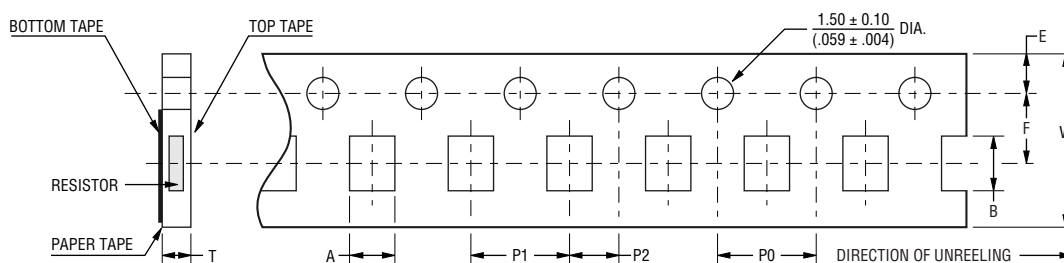 BOTTOM TAPE
TOP TAPE
1.50 ± 0.10
(.059 ± .004)
DIA.
E
F
W
RESISTOR
B
PAPER TAPE
T
A
P1
P2
P0
DIRECTION OF UNREELING